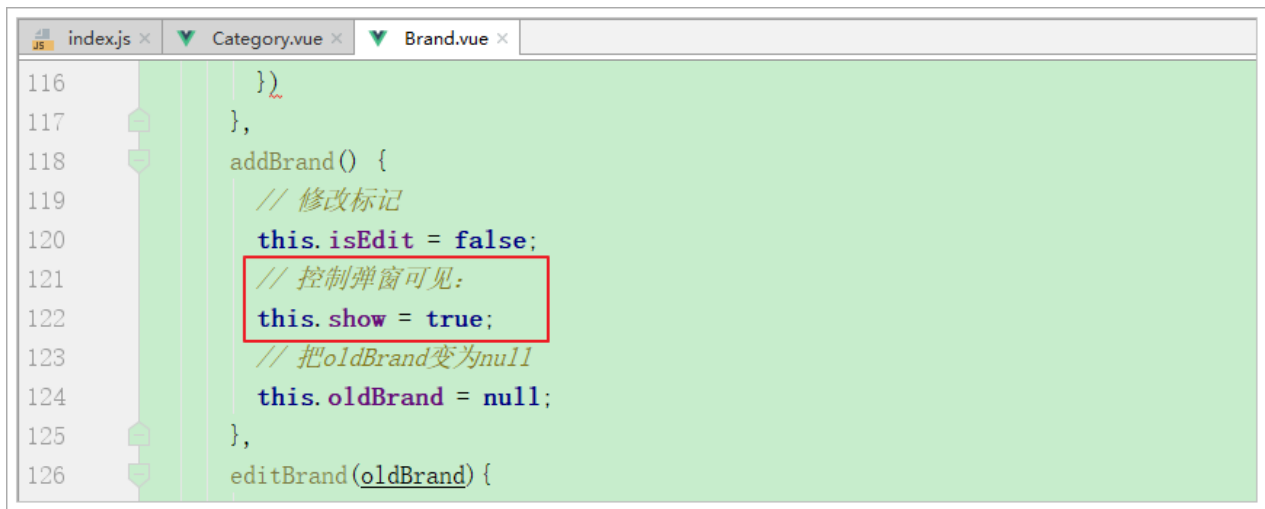 JS index.js × Category.vue × Brand.vue ×
116 })
117 },
118 addBrand() {
119 // 修改标记
120 this.isEdit = false;
121 // 控制弹窗可见:
122 this.show = true;
123 // 把oldBrand变为null
124 this.oldBrand = null;
125 },
126 editBrand(oldBrand){